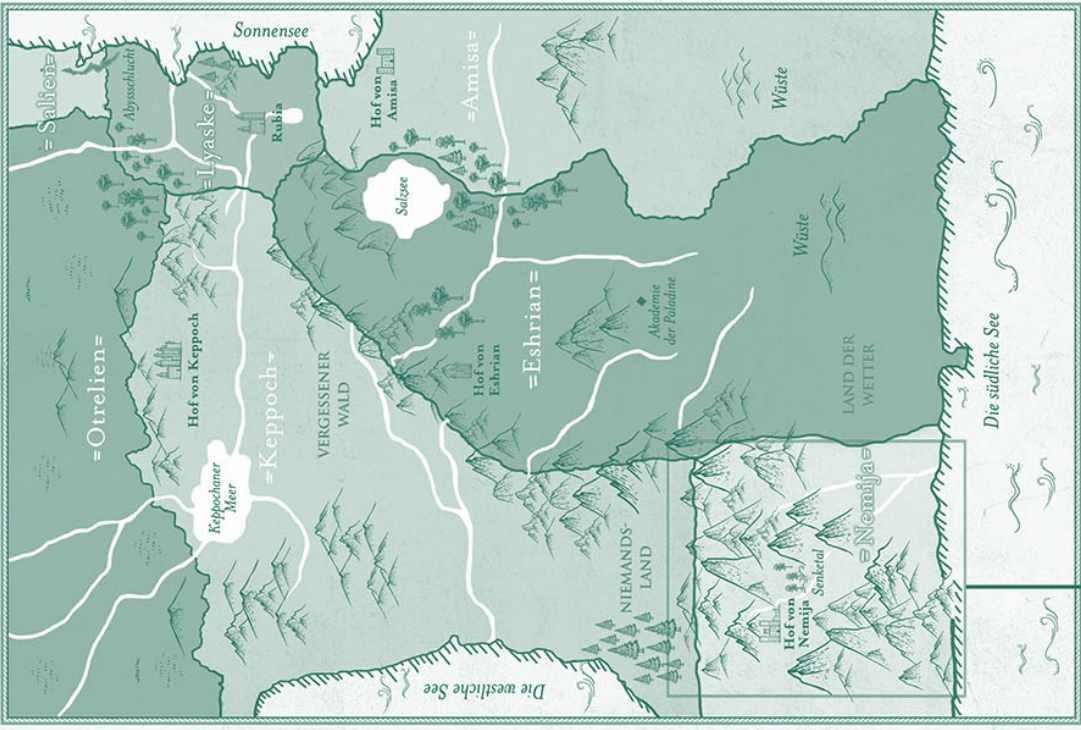 Sonnensee
=Salien=
Abyssschlucht
=Lyaske=
Rubia
Hof von
Amisa
=Amisa=
Wüste
Salzsee
Wüste
=Otrelien=
Hof von Keppoch
=Keppoch=
Keppochaner
Meer
VERGESSENER
WALD
=Eshrian=
Hof von
Eshrian
Akademie
der Paladine
LAND DER
WETTER
Die südliche See
NIEMANDS-
LAND
=Nemija=
Hof von
Nemija
Senketal
Die westliche See